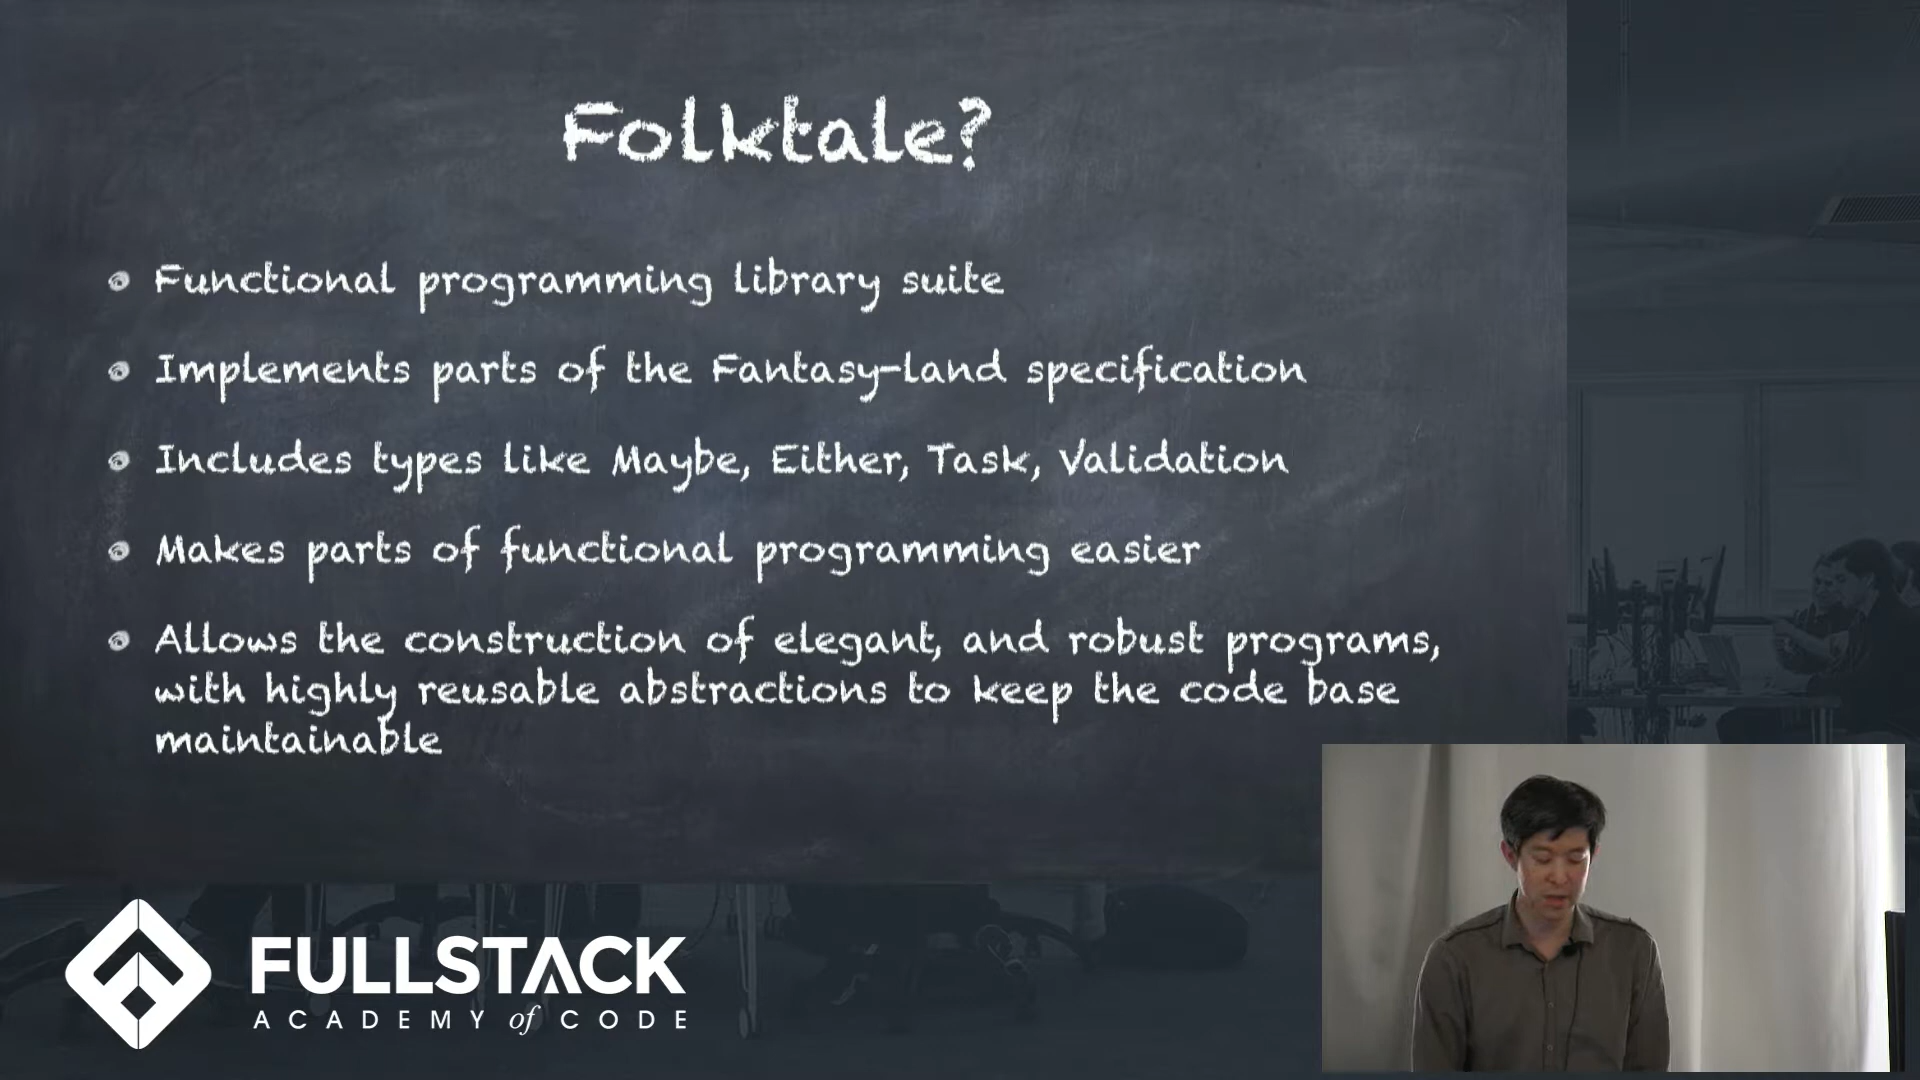 Folktale?
Functional programming library suite
Implements parts of the Fantasy-land specification
Includes types like Maybe, Either, Task, Validation
Makes parts of functional programming easier
Allows the construction of elegant, and robust programs,
with highly reusable abstractions to keep the code base
maintainable
FULLSTACK
ACADEMY of CODE